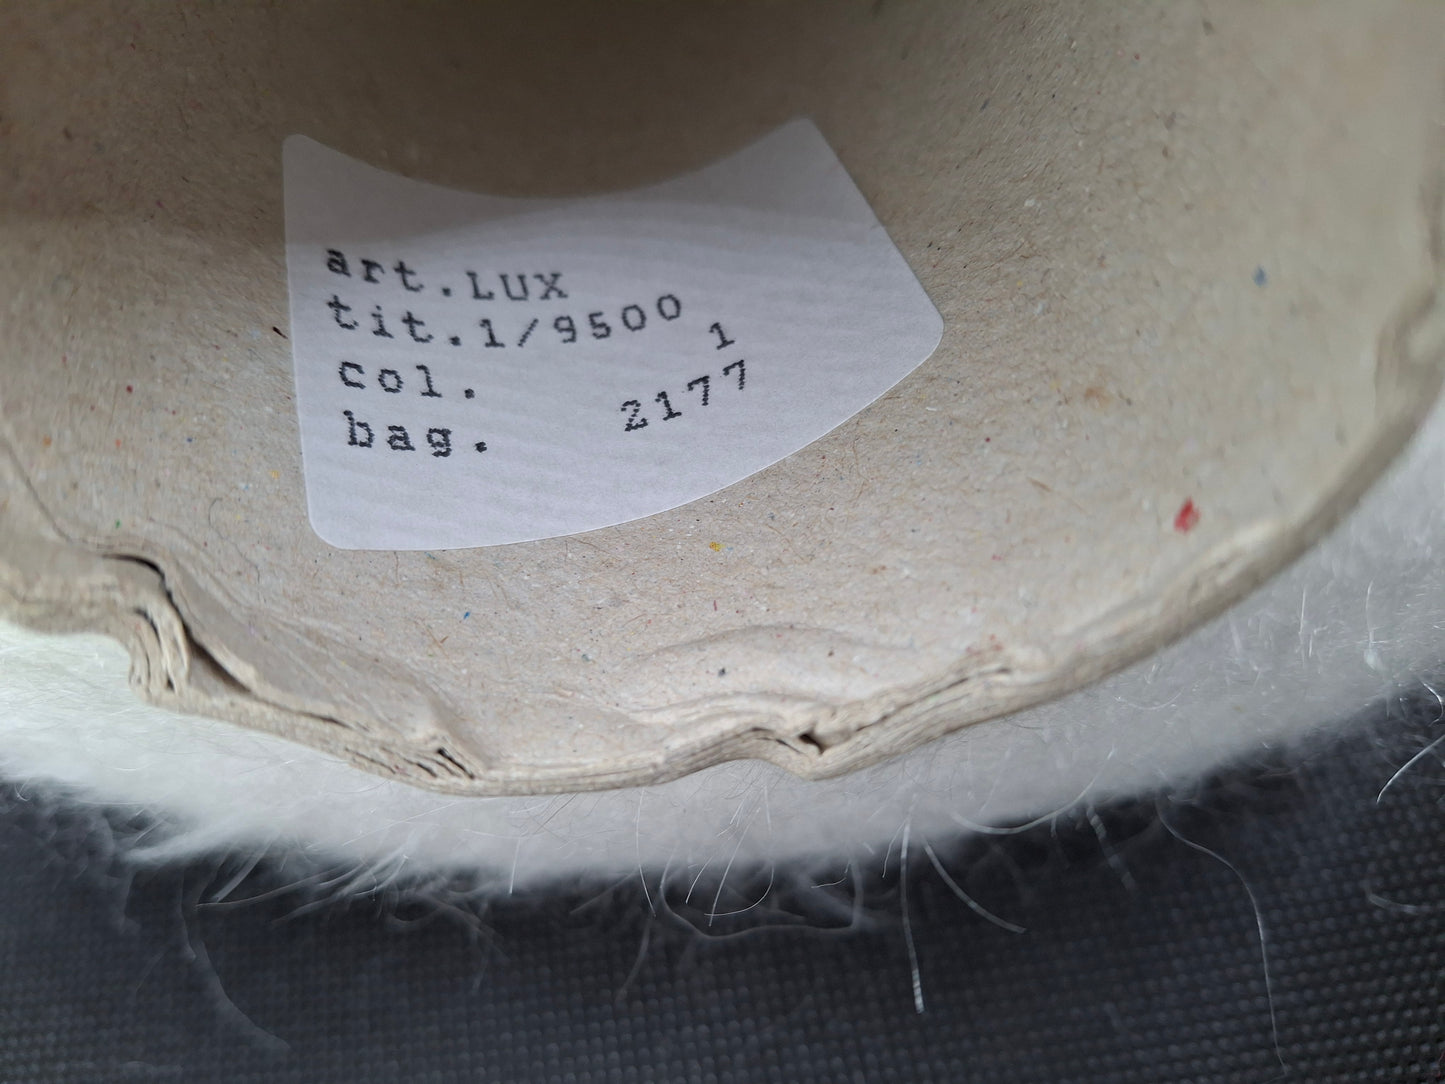 art.LUX
tit.1/9500
col. 1
bag. 2177